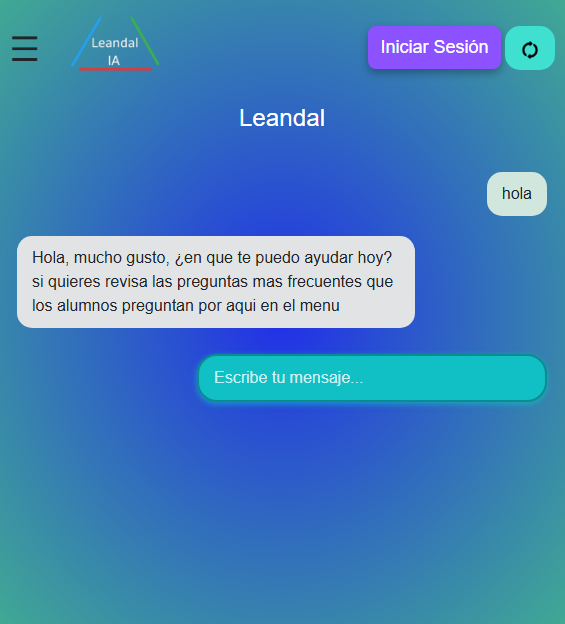 Leandal
IA
Iniciar Sesión
Leandal
hola
Hola, mucho gusto, ¿en que te puedo ayudar hoy?
si quieres revisa las preguntas mas frecuentes que
los alumnos preguntan por aqui en el menu
Escribe tu mensaje...